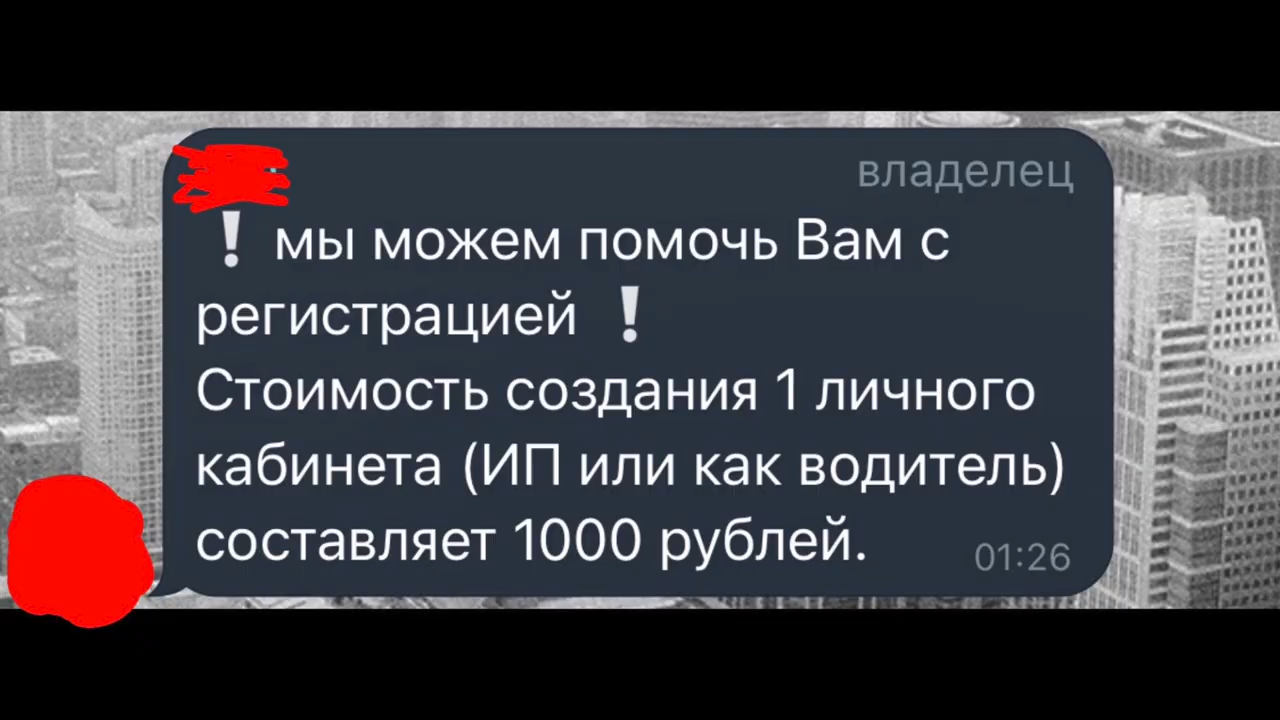 владелец
❕ мы можем помочь Вам с
регистрацией ❕
Стоимость создания 1 личного
кабинета (ИП или как водитель)
составляет 1000 рублей.
01:26